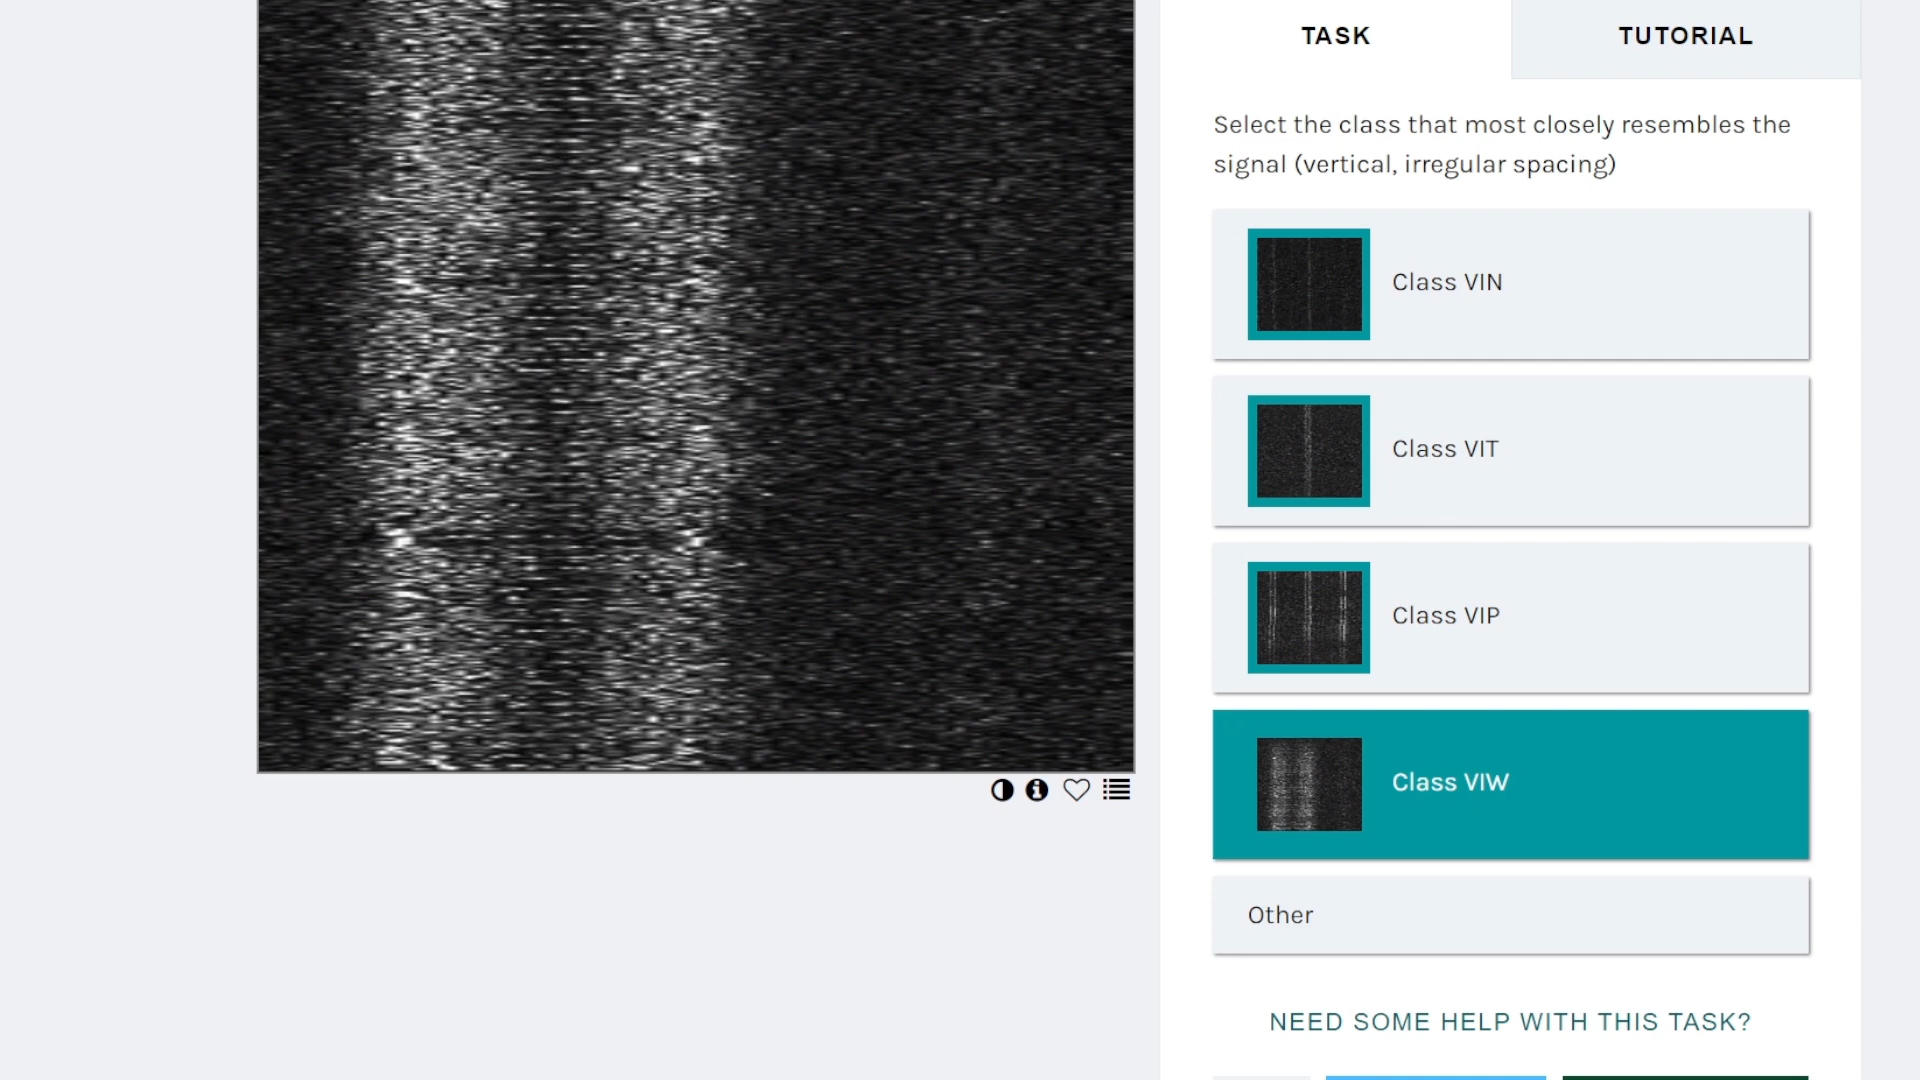 TASK
TUTORIAL
Select the class that most closely resembles the
signal (vertical, irregular spacing)
Class VIN
Class VIT
Class VIP
Class VIW
Other
NEED SOME HELP WITH THIS TASK?